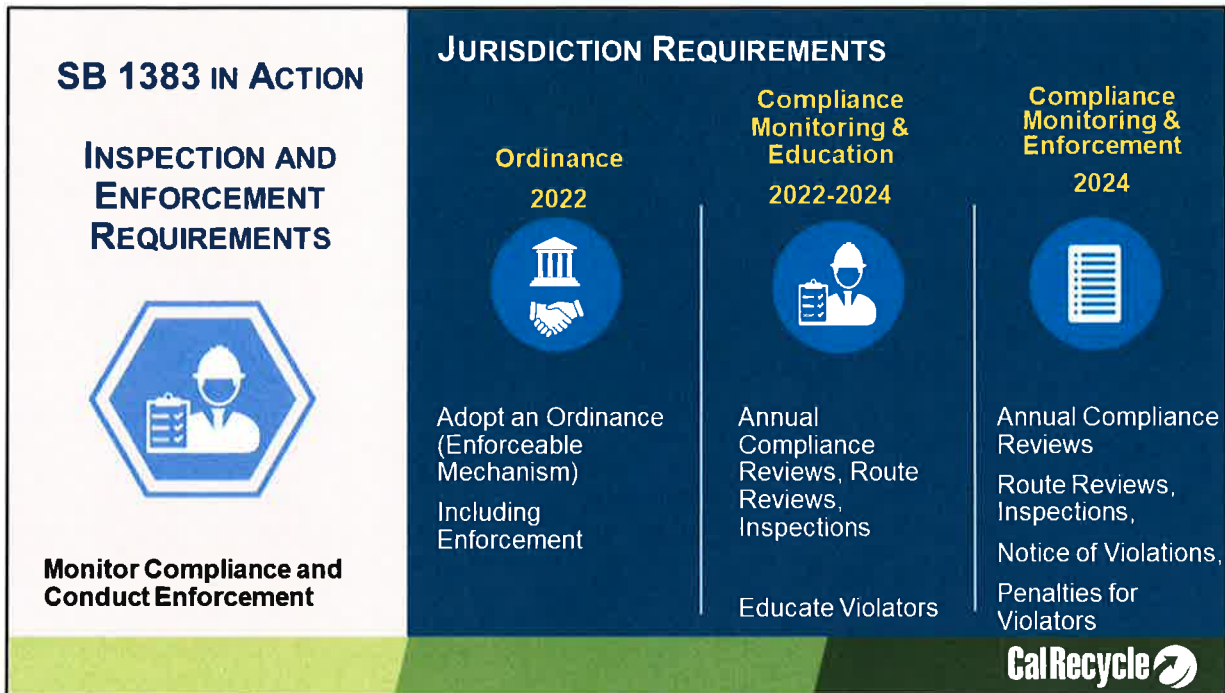 SB 1383 IN ACTION
INSPECTION AND
ENFORCEMENT
REQUIREMENTS
Monitor Compliance and
Conduct Enforcement
JURISDICTION REQUIREMENTS
Ordinance
2022
Adopt an Ordinance
(Enforceable
Mechanism)
Including
Enforcement
Compliance
Monitoring &
Education
2022-2024
Annual
Compliance
Reviews, Route
Reviews,
Inspections
Educate Violators
Compliance
Monitoring &
Enforcement
2024
Annual Compliance
Reviews
Route Reviews,
Inspections,
Notice of Violations,
Penalties for
Violators
CalRecycle